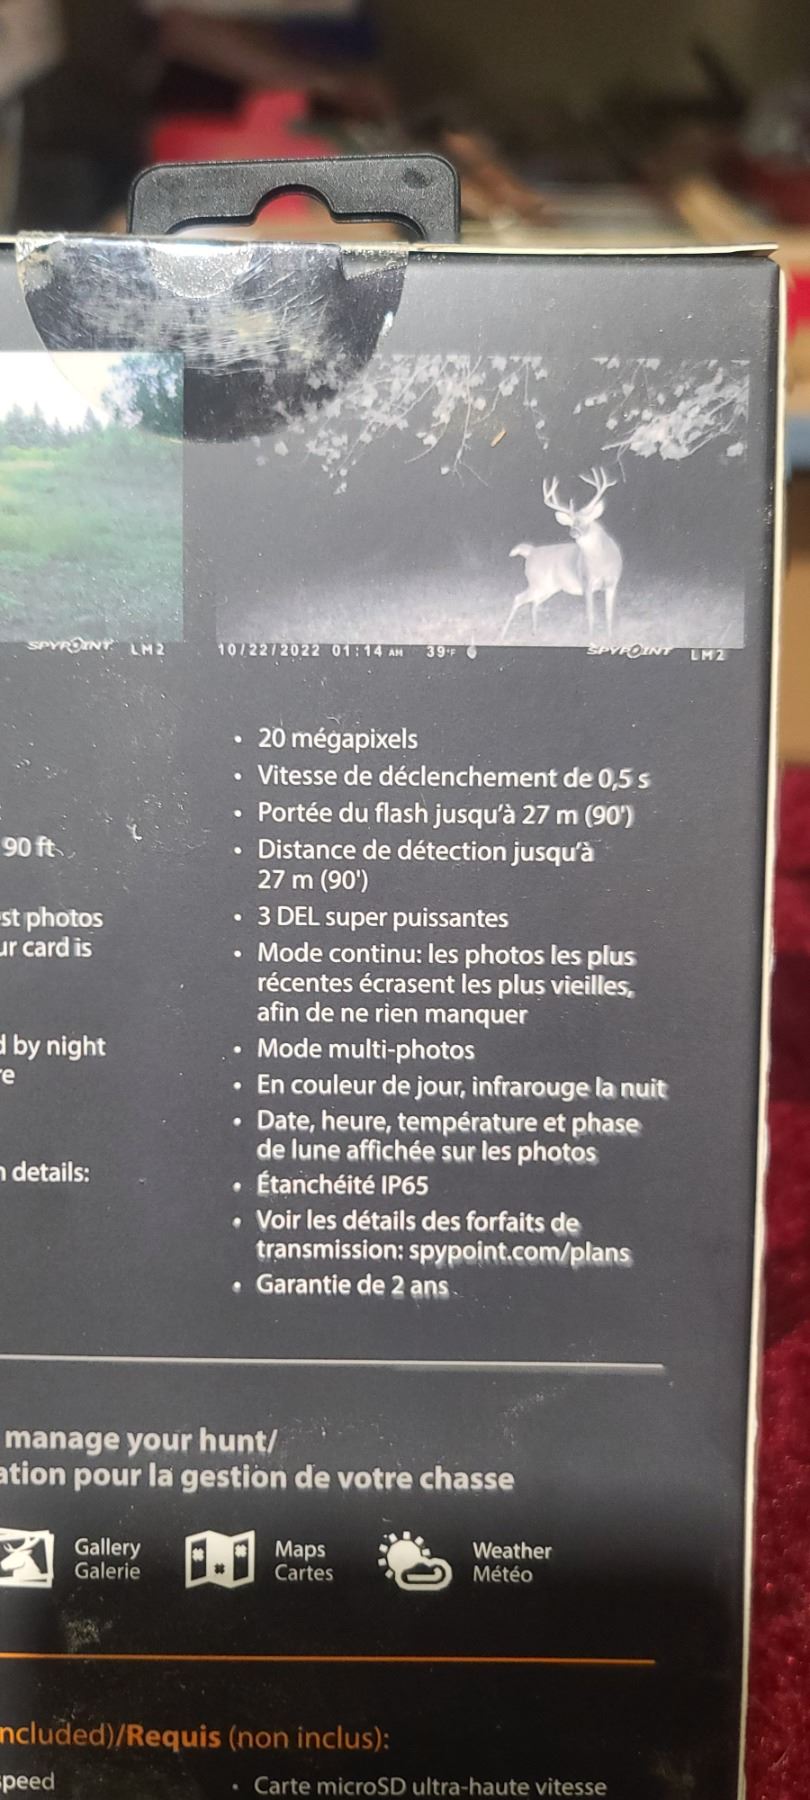 SPYPOINT LM2
10/22/2022 01:14 AM 39°F SPYPOINT LM2
• 20 mégapixels
• Vitesse de déclenchement de 0,5 s
• Portée du flash jusqu'à 27 m (90')
• Distance de détection jusqu'à
27 m (90')
• 3 DEL super puissantes
• Mode continu: les photos les plus
récentes écrasent les plus vieilles,
afin de ne rien manquer
• Mode multi-photos
• En couleur de jour, infrarouge la nuit
• Date, heure, température et phase
de lune affichée sur les photos
• Étanchéité IP65
• Voir les détails des forfaits de
transmission: spypoint.com/plans
• Garantie de 2 ans
90 ft
st photos
ur card is
d by night
e
details:
manage your hunt/
ation pour la gestion de votre chasse
Gallery
Galerie
Maps
Cartes
Weather
Météo
ncluded)/Requis (non inclus):
speed
• Carte microSD ultra-haute vitesse